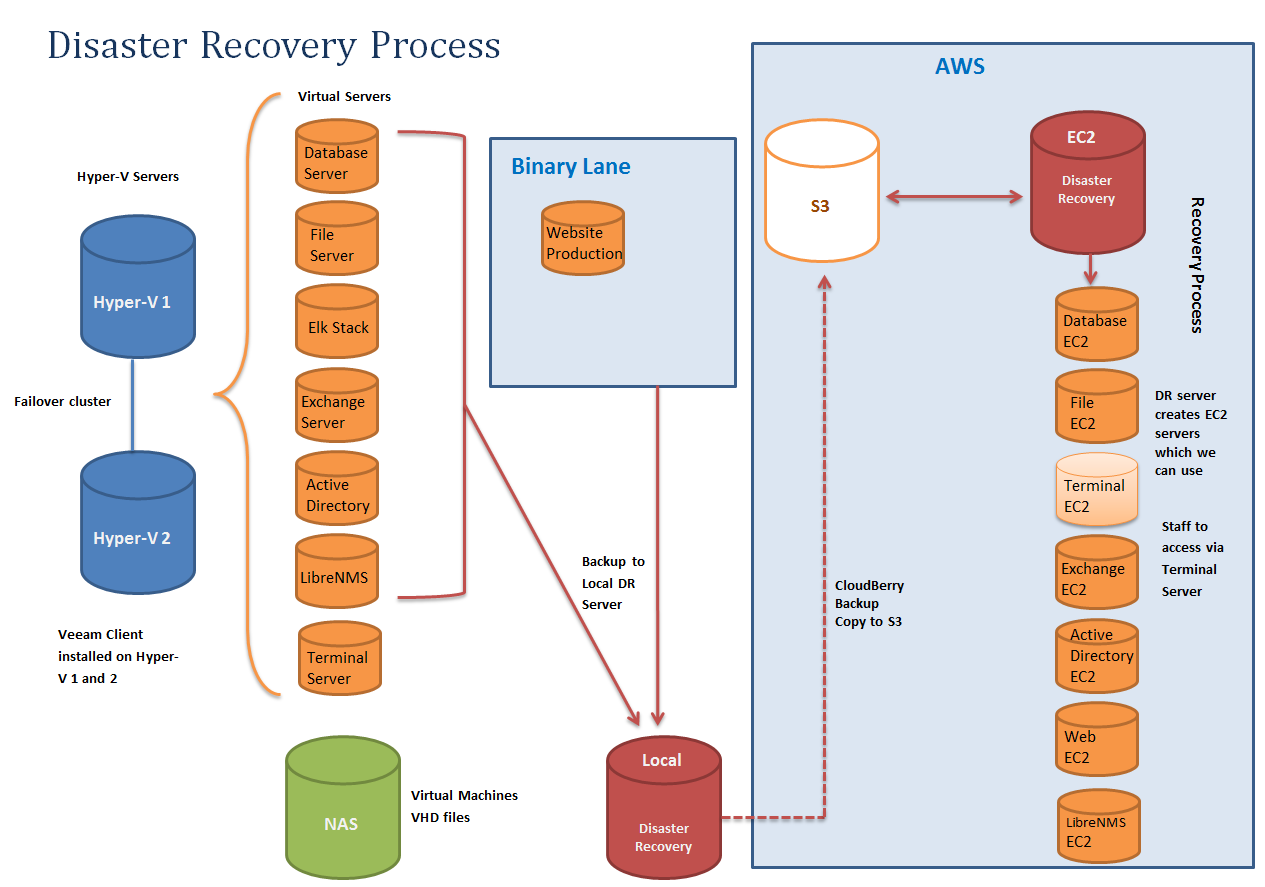 Disaster Recovery Process
Hyper-V Servers
Hyper-V 1
Failover cluster
Hyper-V 2
Veeam Client
installed on Hyper-
V 1 and 2
Virtual Servers
Database
Server
File
Server
Elk Stack
Exchange
Server
Active
Directory
LibreNMS
Terminal
Server
NAS
Virtual Machines
VHD files
Binary Lane
Website
Production
Backup to
Local DR
Server
Local
Disaster
Recovery
CloudBerry
Backup
Copy to S3
AWS
S3
EC2
Disaster
Recovery
Recovery Process
Database
EC2
File
EC2
Terminal
EC2
Exchange
EC2
Active
Directory
EC2
Web
EC2
LibreNMS
EC2
DR server
creates EC2
servers
which we
can use
Staff to
access via
Terminal
Server